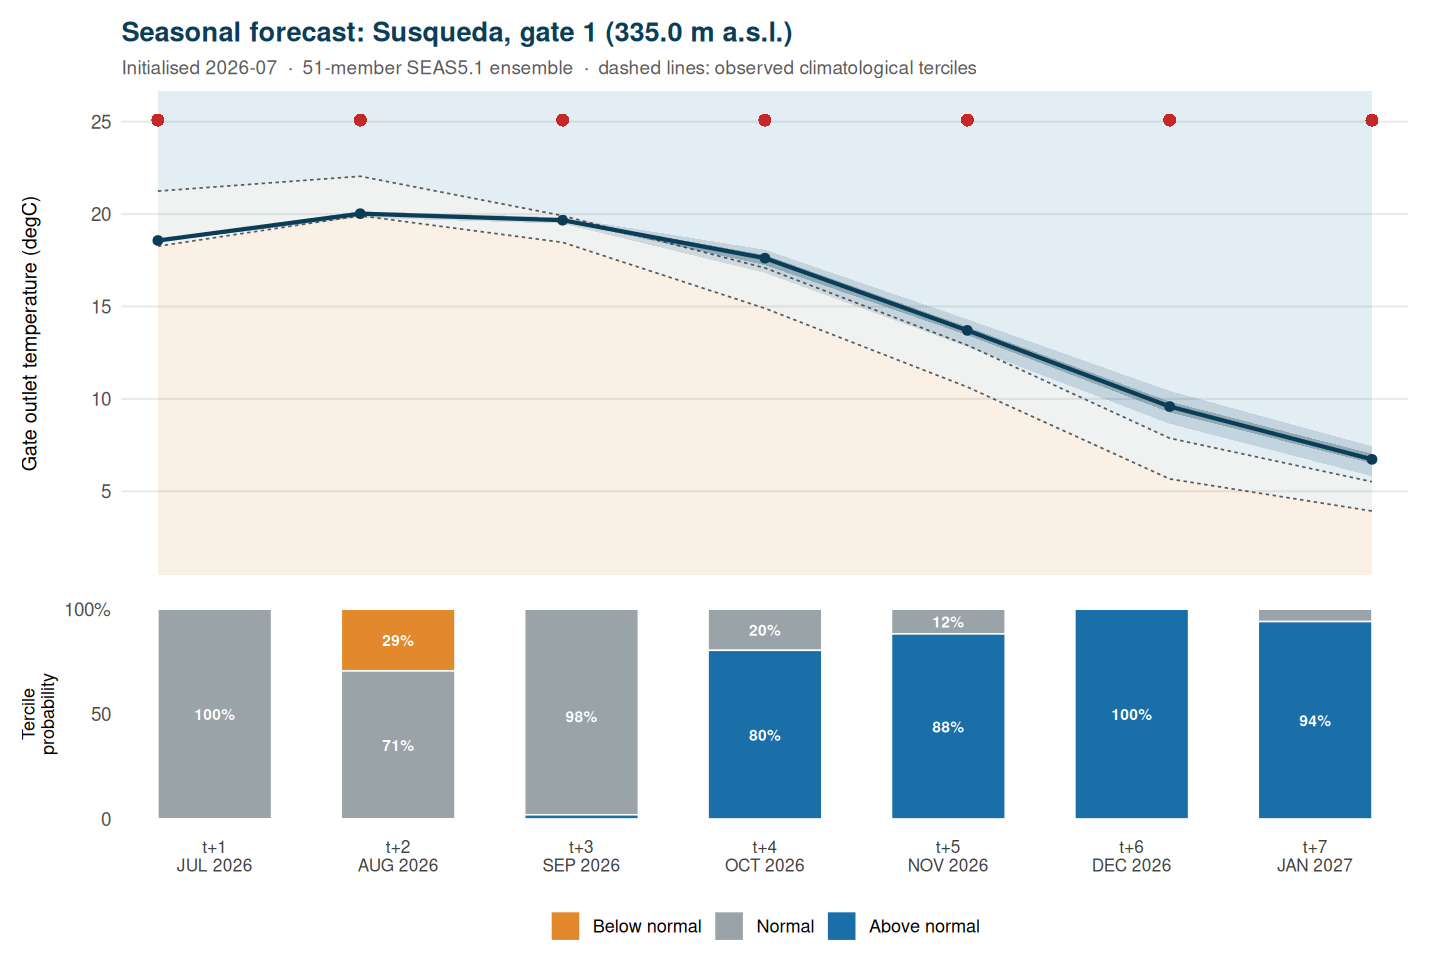 Seasonal forecast: Susqueda, gate 1 (335.0 m a.s.l.)
Initialised 2026-07 · 51-member SEAS5.1 ensemble · dashed lines: observed climatological terciles
Gate outlet temperature (degC)
25
20
15
10
5
Tercile
probability
100%
50
0
100%
29%
71%
98%
20%
80%
12%
88%
100%
94%
t+1
JUL 2026
t+2
AUG 2026
t+3
SEP 2026
t+4
OCT 2026
t+5
NOV 2026
t+6
DEC 2026
t+7
JAN 2027
Below normal
Normal
Above normal